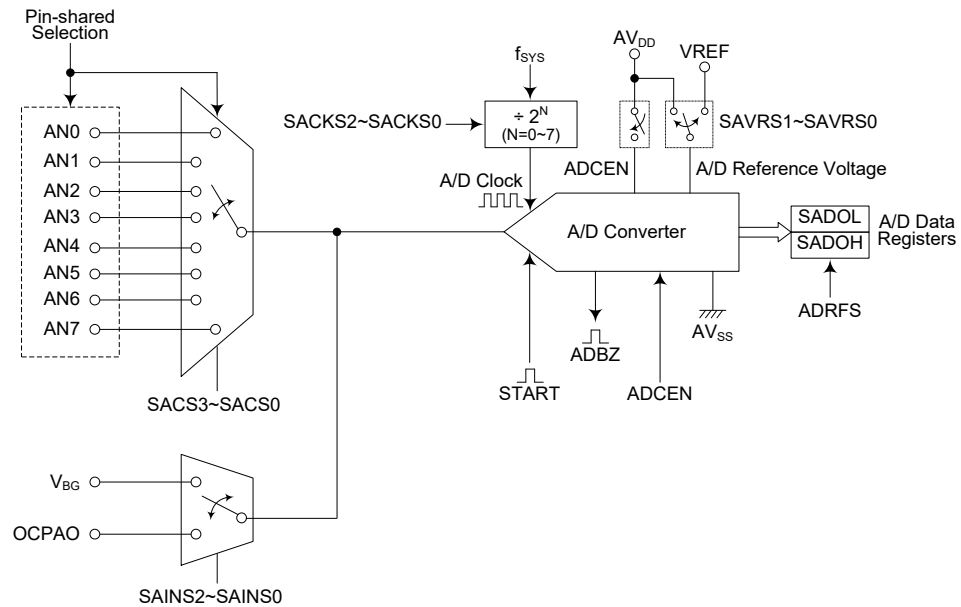 Pin-shared
Selection
AN0
AN1
AN2
AN3
AN4
AN5
AN6
AN7
SACS3~SACS0
V_BG
OCPAO
SAINS2~SAINS0
f_SYS
SACKS2~SACKS0
÷ 2^N
(N=0~7)
A/D Clock
AV_DD
VREF
SAVRS1~SAVRS0
ADCEN
A/D Reference Voltage
A/D Converter
SADOL
SADOH
A/D Data
Registers
ADRFS
START
ADBZ
ADCEN
AV_SS